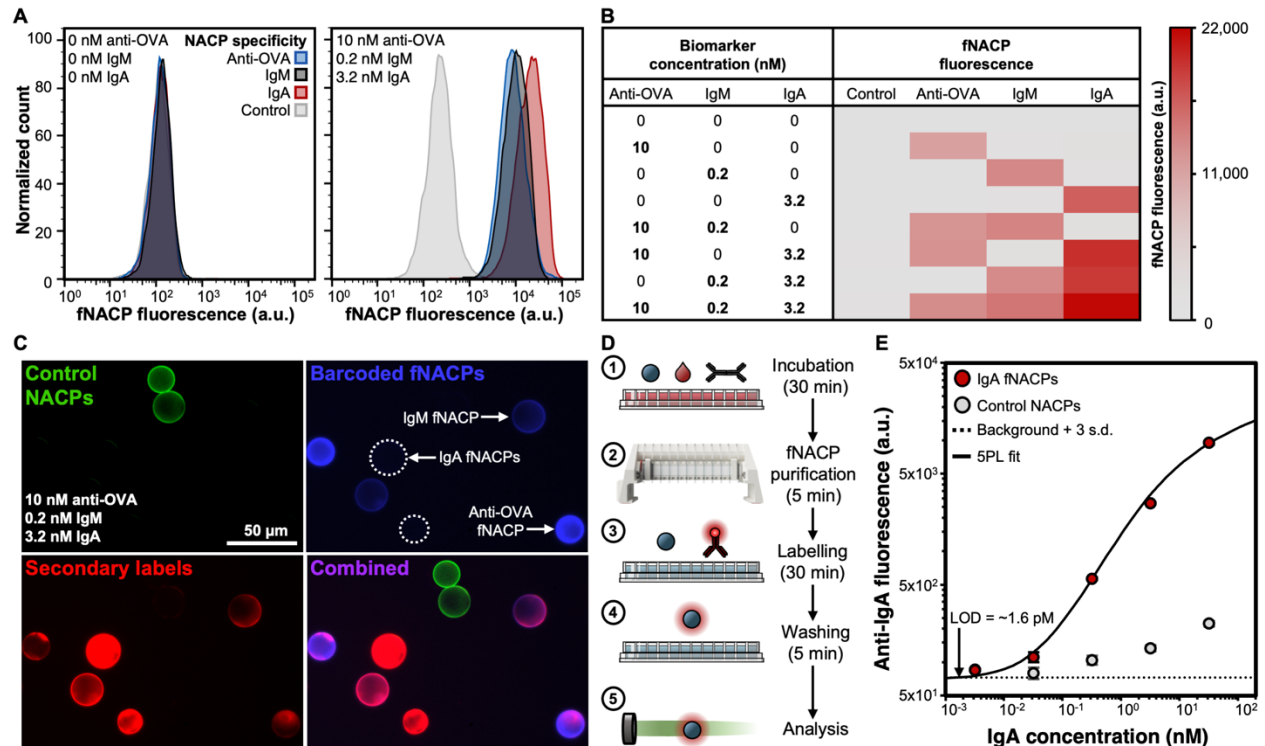 A
0 nM anti-OVA
0 nM IgM
0 nM IgA
NACP specificity
Anti-OVA
IgM
IgA
Control
10 nM anti-OVA
0.2 nM IgM
3.2 nM IgA
Normalized count
100
80
60
40
20
0
10⁰ 10¹ 10² 10³ 10⁴ 10⁵
fNACP fluorescence (a.u.)
10⁰ 10¹ 10² 10³ 10⁴ 10⁵
fNACP fluorescence (a.u.)
B
Biomarker
concentration (nM)
fNACP
fluorescence
Anti-OVA IgM IgA Control Anti-OVA IgM IgA
0 0 0
10 0 0
0 0.2 0
0 0 3.2
10 0.2 0
10 0 3.2
0 0.2 3.2
10 0.2 3.2
22,000
11,000
0
fNACP fluorescence (a.u.)
C
Control
NACPs
10 nM anti-OVA
0.2 nM IgM
3.2 nM IgA
50 µm
Barcoded fNACPs
IgM fNACP
IgA fNACPs
Anti-OVA
fNACP
Secondary labels
Combined
D
1
Incubation
(30 min)
2
fNACP
purification
(5 min)
3
Labelling
(30 min)
4
Washing
(5 min)
5
Analysis
E
Anti-IgA fluorescence (a.u.)
5x10⁴
5x10³
5x10²
5x10¹
IgA fNACPs
Control NACPs
Background + 3 s.d.
5PL fit
LOD = ~1.6 pM
10⁻³ 10⁻² 10⁻¹ 10⁰ 10¹ 10²
IgA concentration (nM)